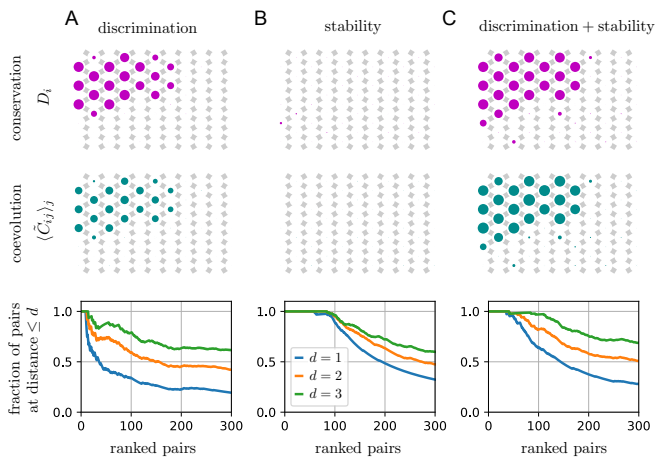 A B C
discrimination stability discrimination + stability
conservation
D_i
coevolution
⟨C̃_ij⟩_j
fraction of pairs
at distance ≤ d
1.0 1.0 1.0
0.5 0.5 0.5
0.0 0.0 0.0
d = 1
d = 2
d = 3
0 100 200 300 0 100 200 300 0 100 200 300
ranked pairs ranked pairs ranked pairs